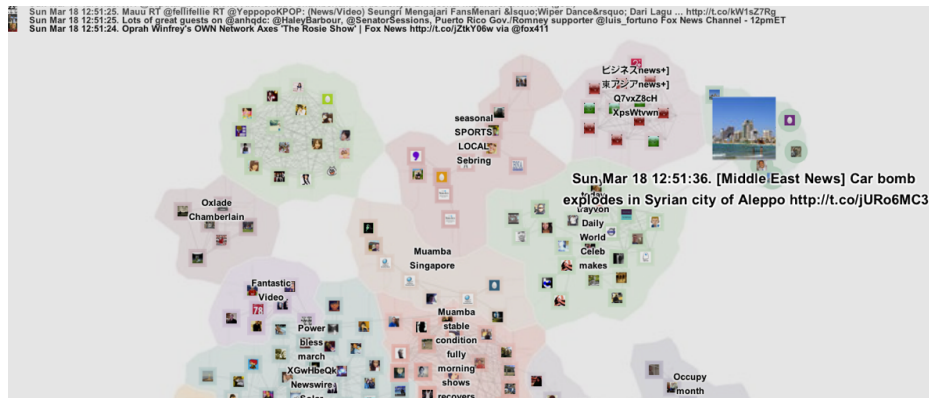 Sun Mar 18 12:51:25. Mauu RT @fellifellie RT @YeppopoKPOP: (News/Video) Seungri Mengajari FansMenari &lsquo;Wiper Dance&rsquo; Dari Lagu ... http://t.co/kW1sZ7Rg
Sun Mar 18 12:51:25. Lots of great guests on @anhqdc: @HaleyBarbour, @SenatorSessions, Puerto Rico Gov./Romney supporter @luis_fortuno Fox News Channel - 12pmET
Sun Mar 18 12:51:24. Oprah Winfrey's OWN Network Axes 'The Rosie Show' | Fox News http://t.co/jZtkY06w via @fox411
ビジネスnews+]
東アジアnews+]
Q7vxZ8cH
XpsWtvwn
seasonal
SPORTS
LOCAL
Sebring
Sun Mar 18 12:51:36. [Middle East News] Car bomb
explodes in Syrian city of Aleppo http://t.co/jURo6MC3
today
trayvon
Daily
World
Celeb
makes
Oxlade
Chamberlain
Muamba
Singapore
Fantastic
Video
78
Muamba
stable
condition
fully
morning
shows
recovers
Power
bless
march
XGwHbeQk
Newswire
Solar
Occupy
month